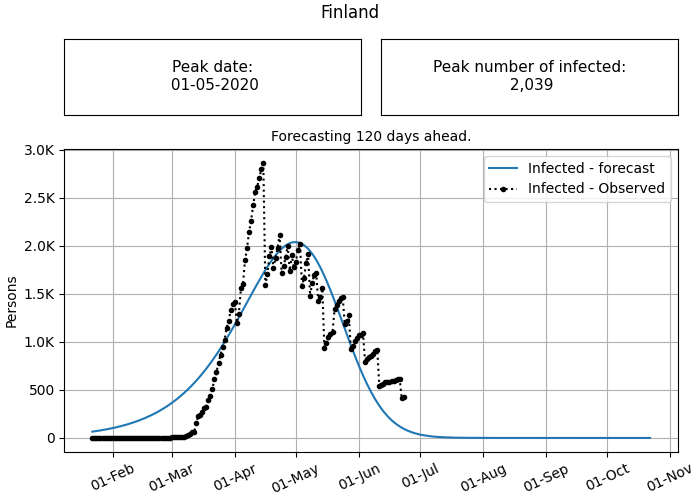 Finland
Peak date:
01-05-2020
Peak number of infected:
2,039
Forecasting 120 days ahead.
3.0K
2.5K
2.0K
1.5K
1.0K
500
0
Persons
Infected - forecast
Infected - Observed
01-Feb
01-Mar
01-Apr
01-May
01-Jun
01-Jul
01-Aug
01-Sep
01-Oct
01-Nov